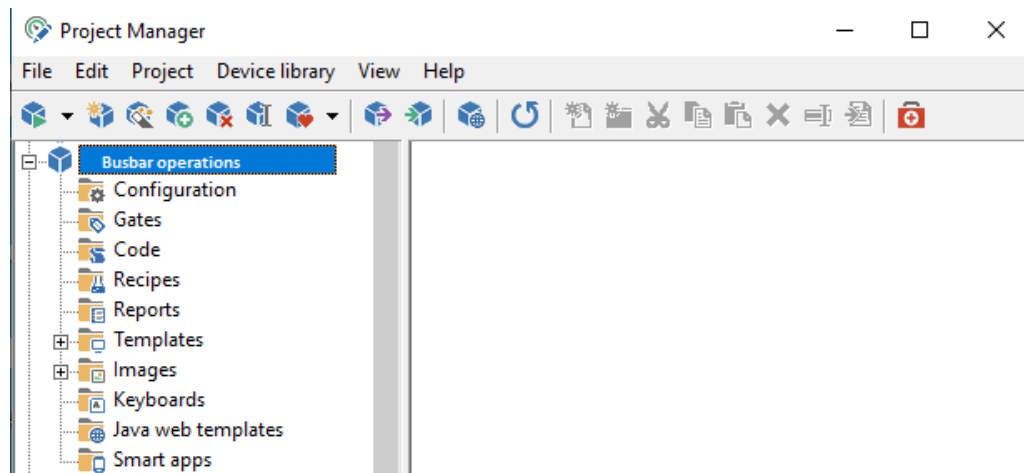 Project Manager
File Edit Project Device library View Help
Busbar operations
Configuration
Gates
Code
Recipes
Reports
Templates
Images
Keyboards
Java web templates
Smart apps